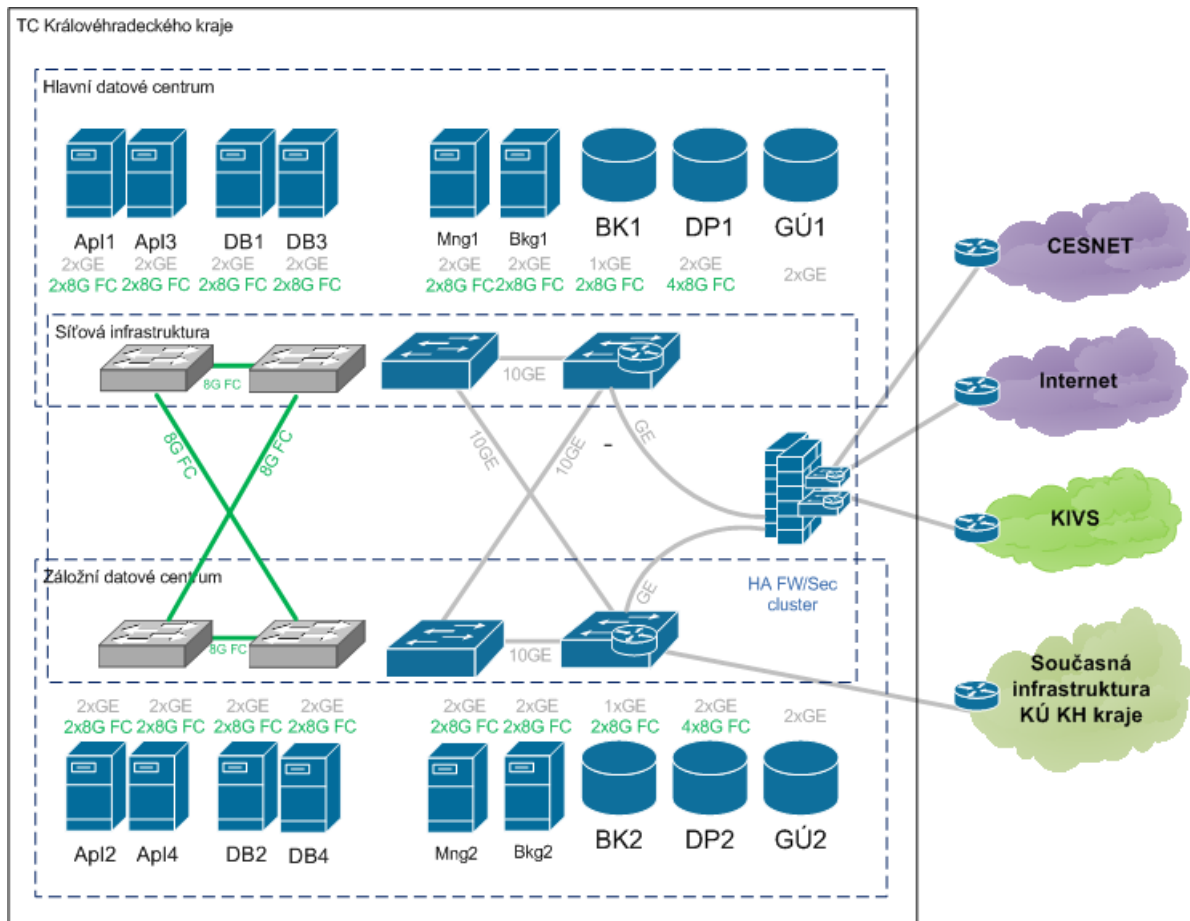 TC Královéhradeckého kraje
Hlavní datové centrum
Apl1 Apl3 DB1 DB3 Mng1 Bkg1 BK1 DP1 GÚ1
2xGE 2xGE 2xGE 2xGE 2xGE 2xGE 1xGE 2xGE 2xGE
2x8G FC 2x8G FC 2x8G FC 2x8G FC 2x8G FC 2x8G FC 2x8G FC 4x8G FC
Síťová infrastruktura
8G FC
10GE
8G FC
8G FC
10GE
10GE
GE
-
Záložní datové centrum
GE
HA FW/Sec
cluster
8G FC
10GE
2xGE 2xGE 2xGE 2xGE 2xGE 2xGE 1xGE 2xGE 2xGE
2x8G FC 2x8G FC 2x8G FC 2x8G FC 2x8G FC 2x8G FC 2x8G FC 4x8G FC
Apl2 Apl4 DB2 DB4 Mng2 Bkg2 BK2 DP2 GÚ2
CESNET
Internet
KIVS
Současná
infrastruktura
KÚ KH kraje